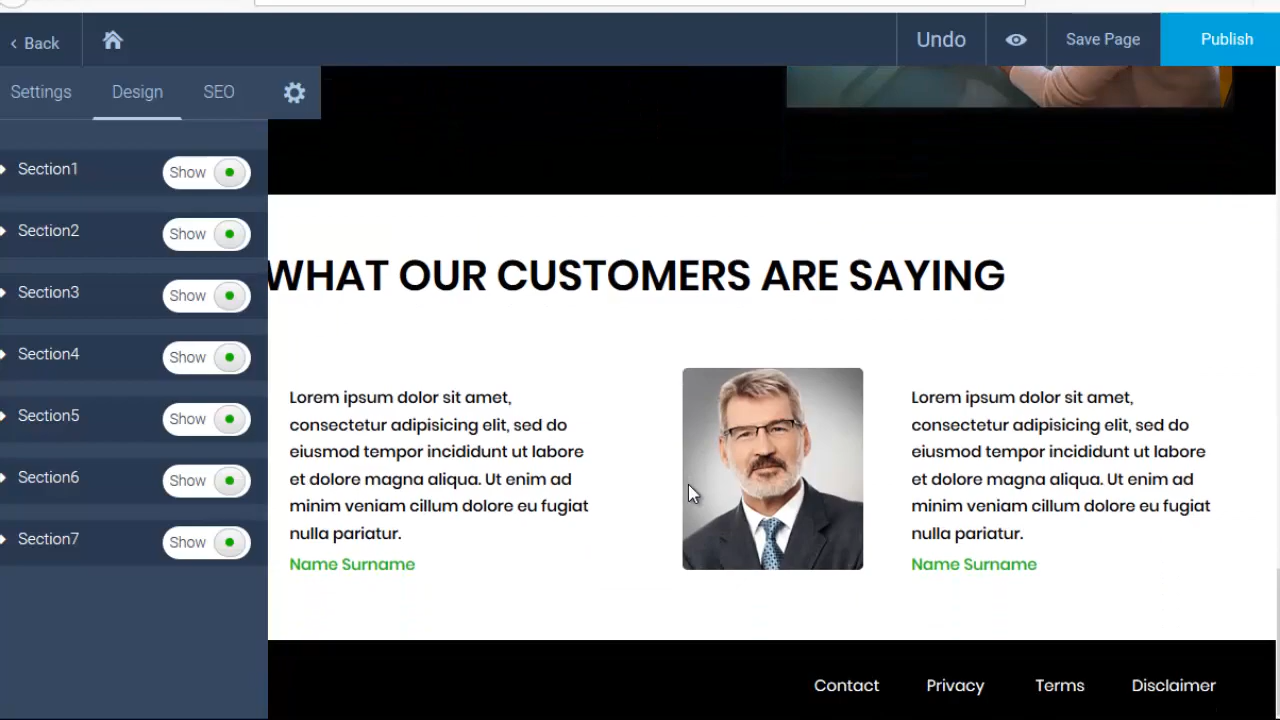 Back
Undo
Save Page
Publish
Settings
Design
SEO
Section1
Show
Section2
Show
Section3
Show
Section4
Show
Section5
Show
Section6
Show
Section7
Show
WHAT OUR CUSTOMERS ARE SAYING
Lorem ipsum dolor sit amet,
consectetur adipisicing elit, sed do
eiusmod tempor incididunt ut labore
et dolore magna aliqua. Ut enim ad
minim veniam cillum dolore eu fugiat
nulla pariatur.
Name Surname
Lorem ipsum dolor sit amet,
consectetur adipisicing elit, sed do
eiusmod tempor incididunt ut labore
et dolore magna aliqua. Ut enim ad
minim veniam cillum dolore eu fugiat
nulla pariatur.
Name Surname
Contact
Privacy
Terms
Disclaimer